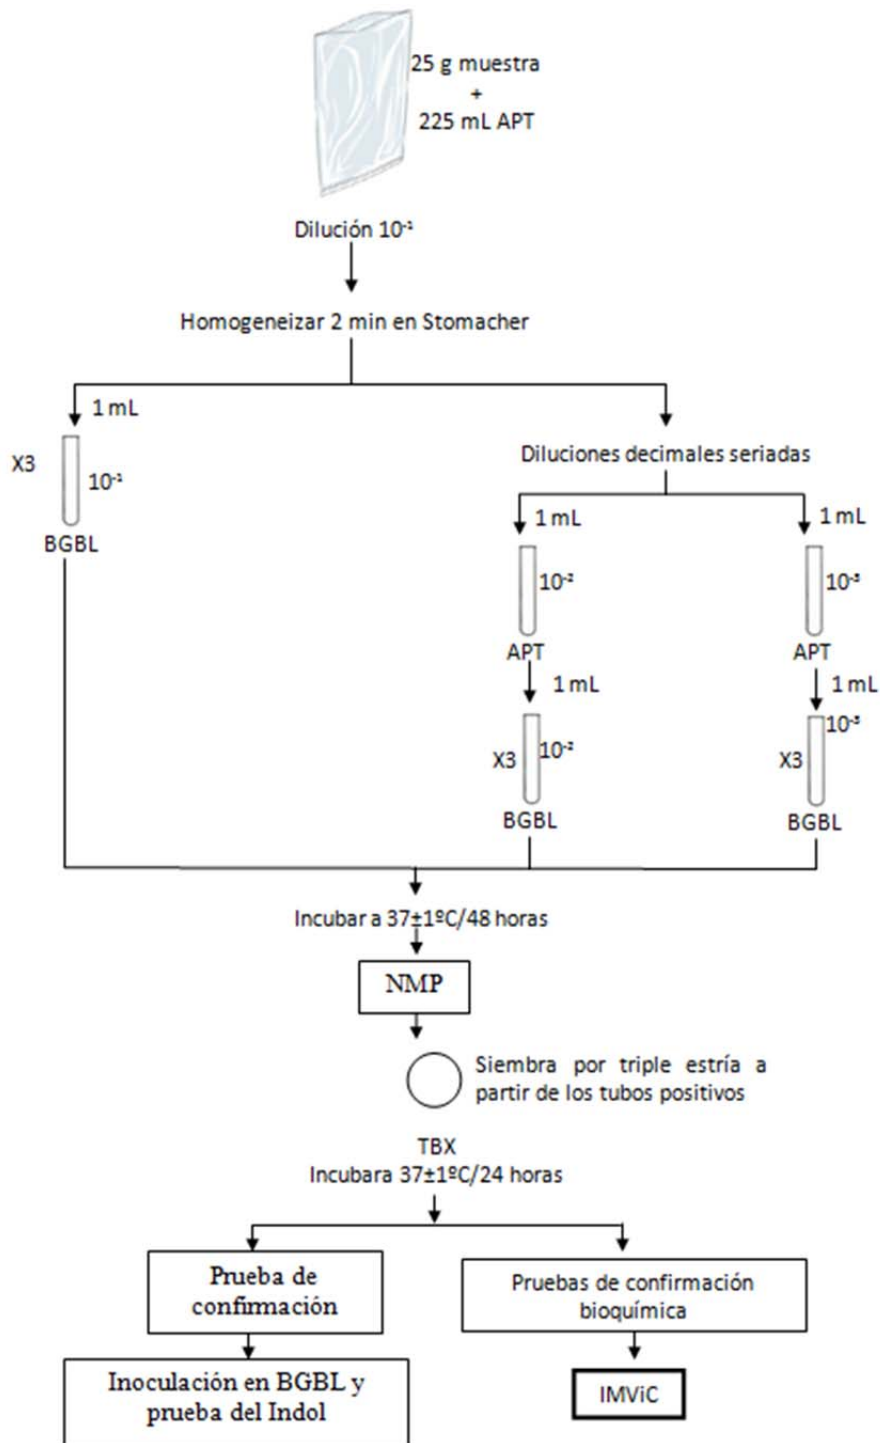 25 g muestra
+
225 mL APT
Dilución 10⁻¹
Homogeneizar 2 min en Stomacher
1 mL
X3
10⁻¹
BGBL
Diluciones decimales seriadas
1 mL
10⁻²
APT
1 mL
X3
10⁻²
BGBL
1 mL
10⁻³
APT
1 mL
10⁻³
X3
BGBL
Incubar a 37±1ºC/48 horas
NMP
Siembra por triple estría a
partir de los tubos positivos
TBX
Incubara 37±1ºC/24 horas
Prueba de
confirmación
Inoculación en BGBL y
prueba del Indol
Pruebas de confirmación
bioquímica
IMViC